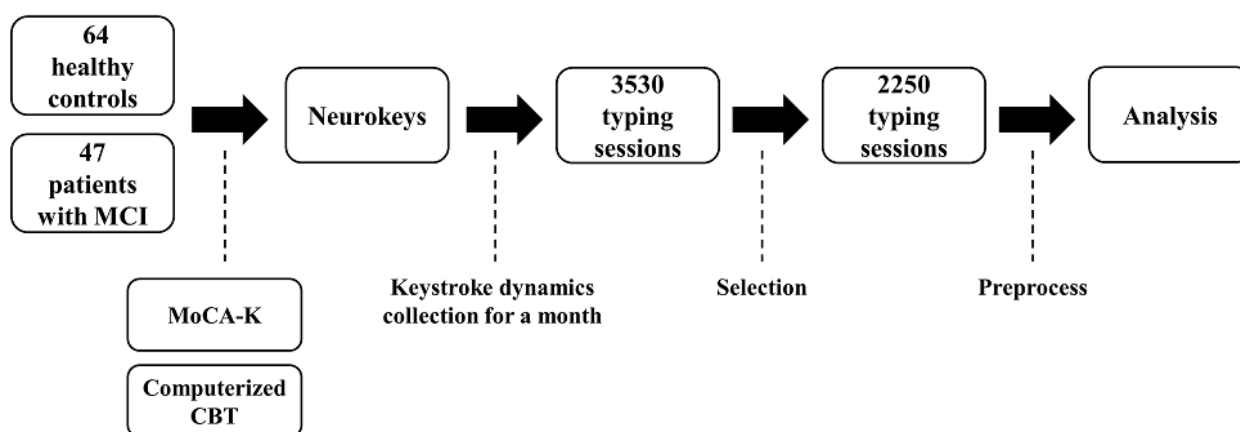 64
healthy
controls
47
patients
with MCI
Neurokeys
3530
typing
sessions
2250
typing
sessions
Analysis
MoCA-K
Computerized
CBT
Keystroke dynamics
collection for a month
Selection
Preprocess